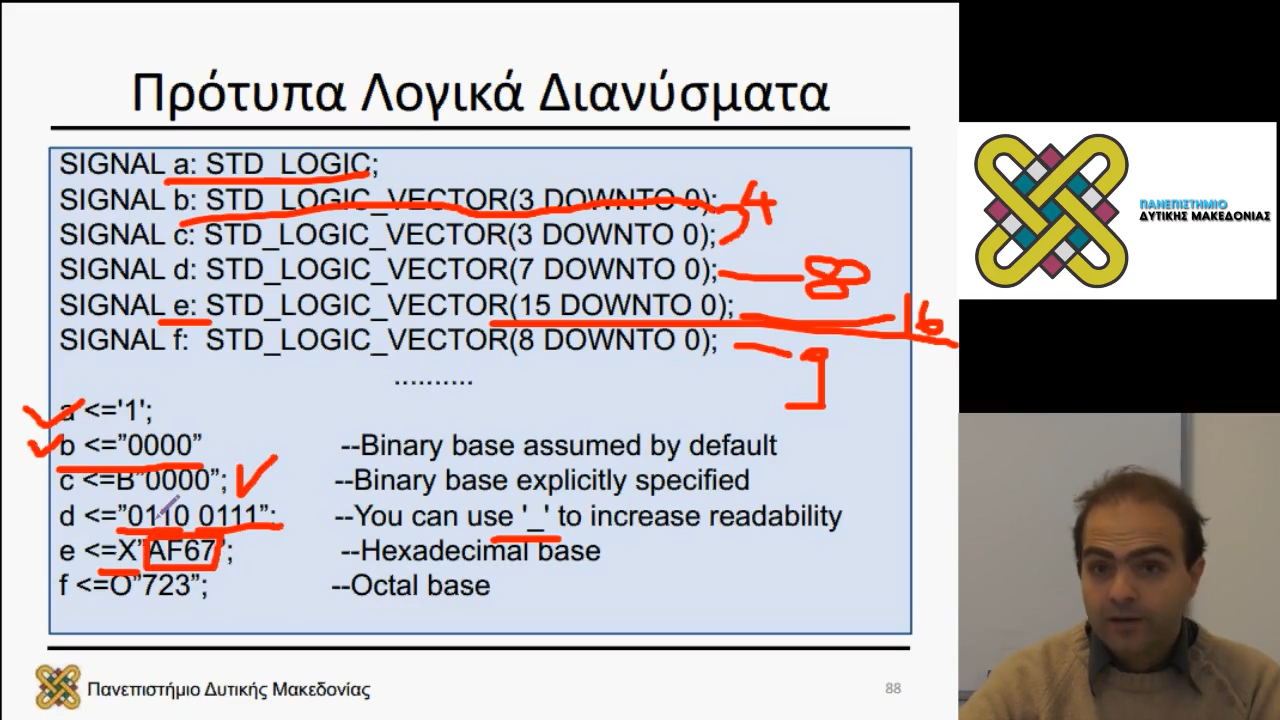 Πρότυπα Λογικά Διανύσματα
SIGNAL a: STD_LOGIC;
SIGNAL b: STD_LOGIC_VECTOR(3 DOWNTO 0);
4
SIGNAL c: STD_LOGIC_VECTOR(3 DOWNTO 0);
SIGNAL d: STD_LOGIC_VECTOR(7 DOWNTO 0);
8
SIGNAL e: STD_LOGIC_VECTOR(15 DOWNTO 0);
16
SIGNAL f: STD_LOGIC_VECTOR(8 DOWNTO 0);
..........
a <='1';
b <=”0000” --Binary base assumed by default
c <=B”0000”; --Binary base explicitly specified
d <=”0110_0111”; --You can use '_' to increase readability
e <=X”AF67”; --Hexadecimal base
f <=O”723”; --Octal base
Πανεπιστήμιο Δυτικής Μακεδονίας
88
ΠΑΝΕΠΙΣΤΗΜΙΟ
ΔΥΤΙΚΗΣ ΜΑΚΕΔΟΝΙΑΣ